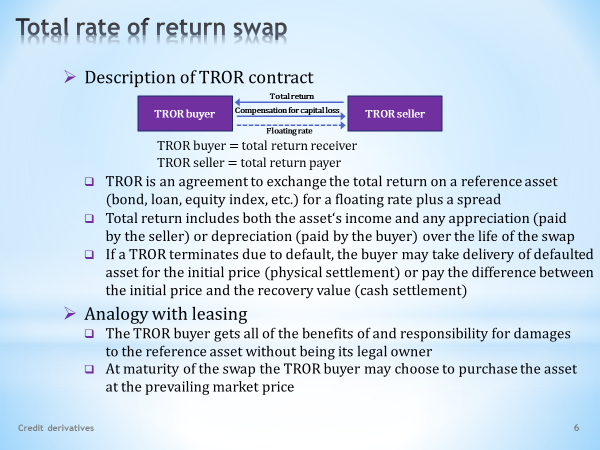 Total rate of return swap
Description of TROR contract
Total return
TROR buyer
Compensation for capital loss
TROR seller
Floating rate
TROR buyer = total return receiver
TROR seller = total return payer
TROR is an agreement to exchange the total return on a reference asset
(bond, loan, equity index, etc.) for a floating rate plus a spread
Total return includes both the asset's income and any appreciation (paid
by the seller) or depreciation (paid by the buyer) over the life of the swap
If a TROR terminates due to default, the buyer may take delivery of defaulted
asset for the initial price (physical settlement) or pay the difference between
the initial price and the recovery value (cash settlement)
Analogy with leasing
The TROR buyer gets all of the benefits of and responsibility for damages
to the reference asset without being its legal owner
At maturity of the swap the TROR buyer may choose to purchase the asset
at the prevailing market price
Credit derivatives
6